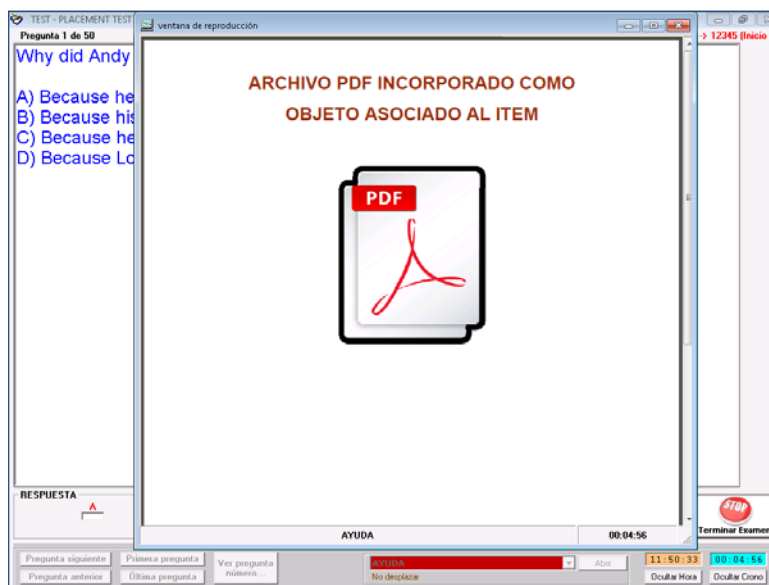 TEST - PLACEMENT TEST
ventana de reproducción
Pregunta 1 de 50
-> 12345 (Inicio
Why did Andy
A) Because he
B) Because his
C) Because he
D) Because Lo
ARCHIVO PDF INCORPORADO COMO
OBJETO ASOCIADO AL ITEM
PDF
RESPUESTA
A
STOP
Terminar Examen
AYUDA
00:04:56
Pregunta siguiente
Primera pregunta
Ver pregunta
número...
AYUDA
Abrir
11:50:33
00:04:56
Pregunta anterior
Última pregunta
No desplazar
Ocultar Hora
Ocultar Crono